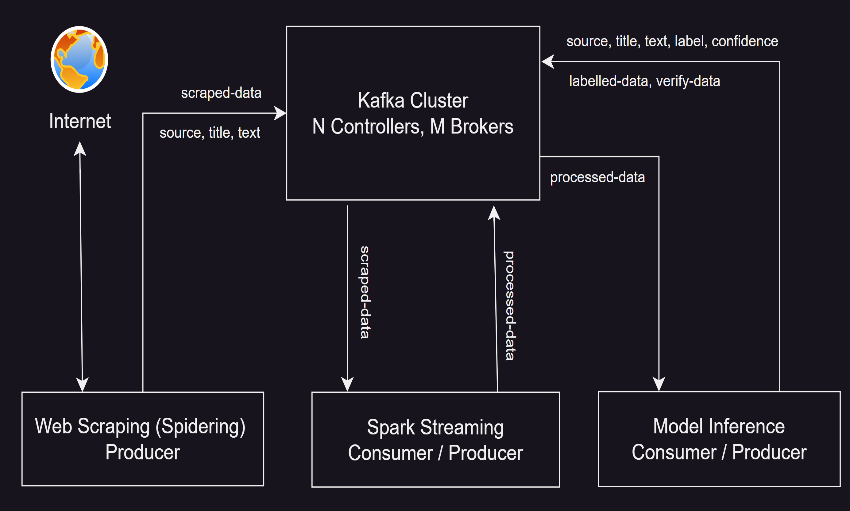 Internet
scraped-data
source, title, text
Kafka Cluster
N Controllers, M Brokers
source, title, text, label, confidence
labelled-data, verify-data
processed-data
scraped-data
processed-data
Web Scraping (Spidering)
Producer
Spark Streaming
Consumer / Producer
Model Inference
Consumer / Producer